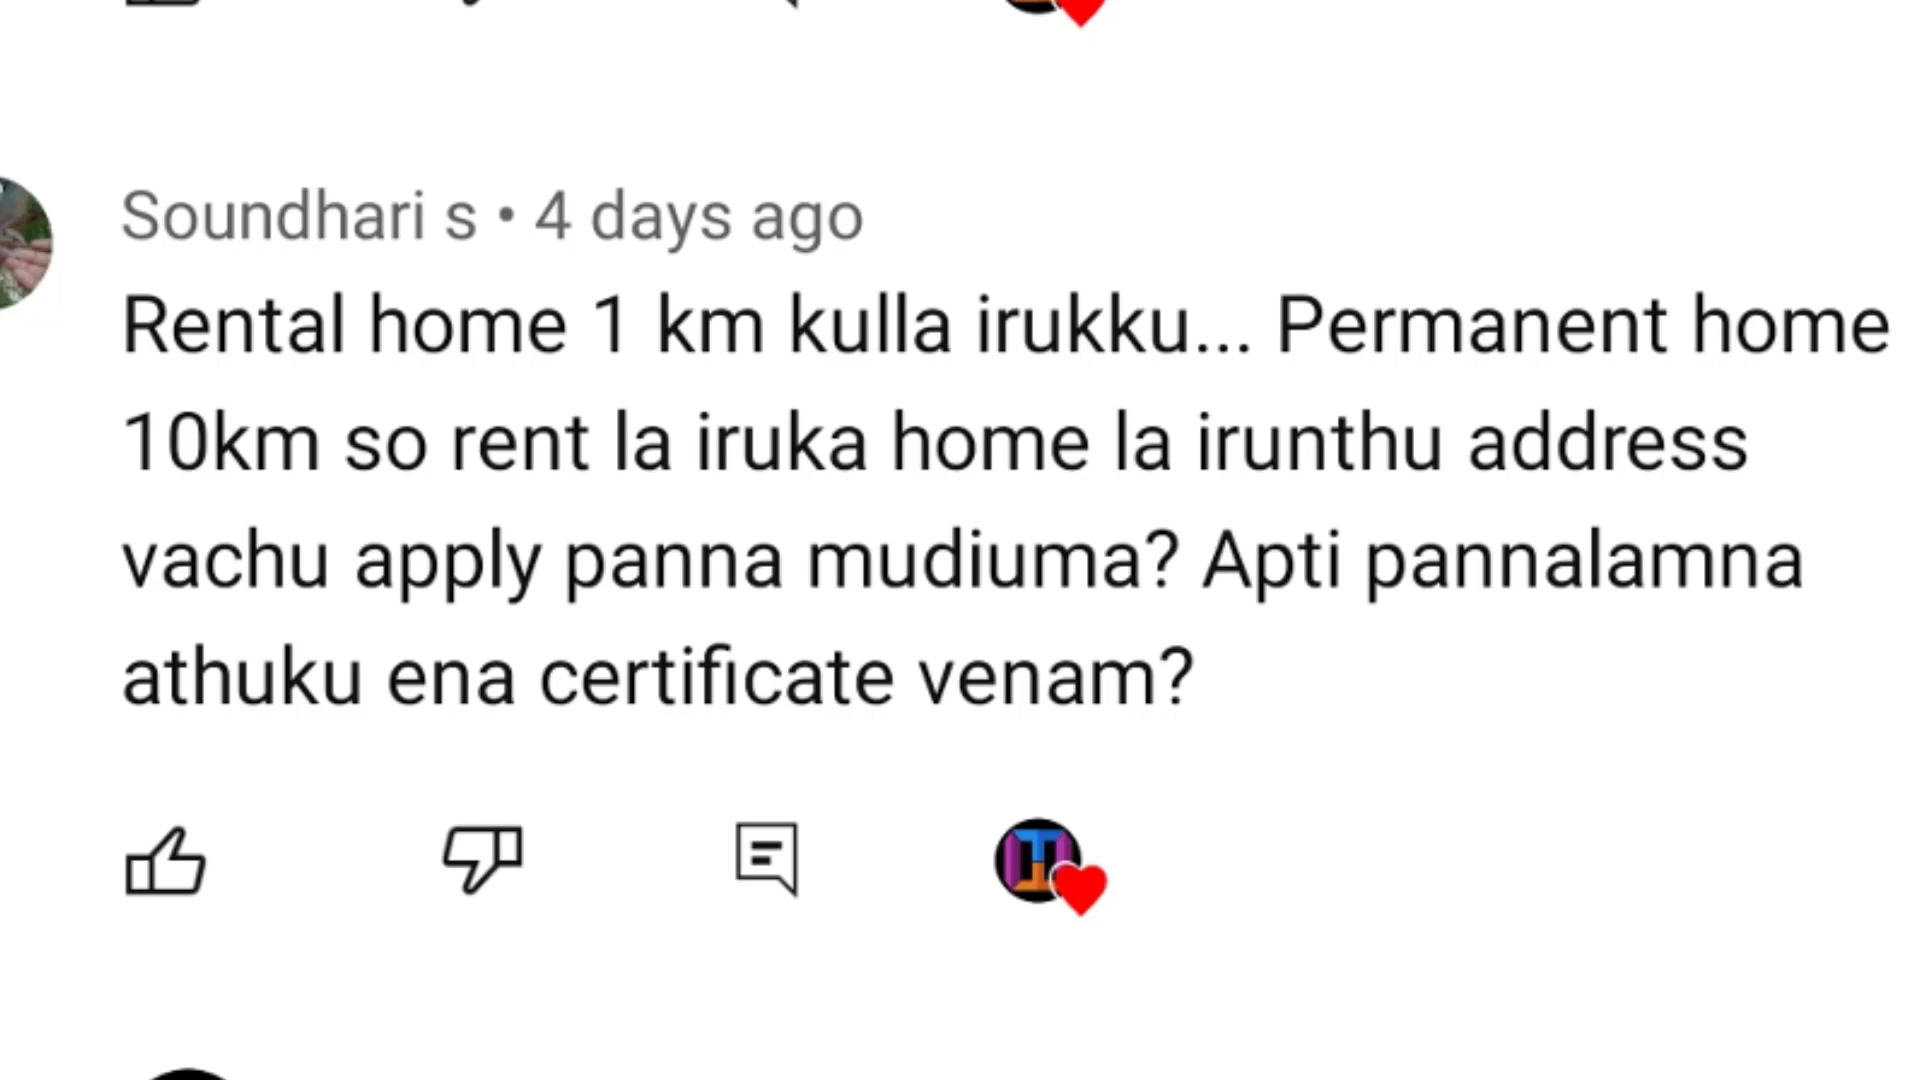 Soundhari s • 4 days ago
Rental home 1 km kulla irukku... Permanent home
10km so rent la iruka home la irunthu address
vachu apply panna mudiuma? Apti pannalamna
athuku ena certificate venam?